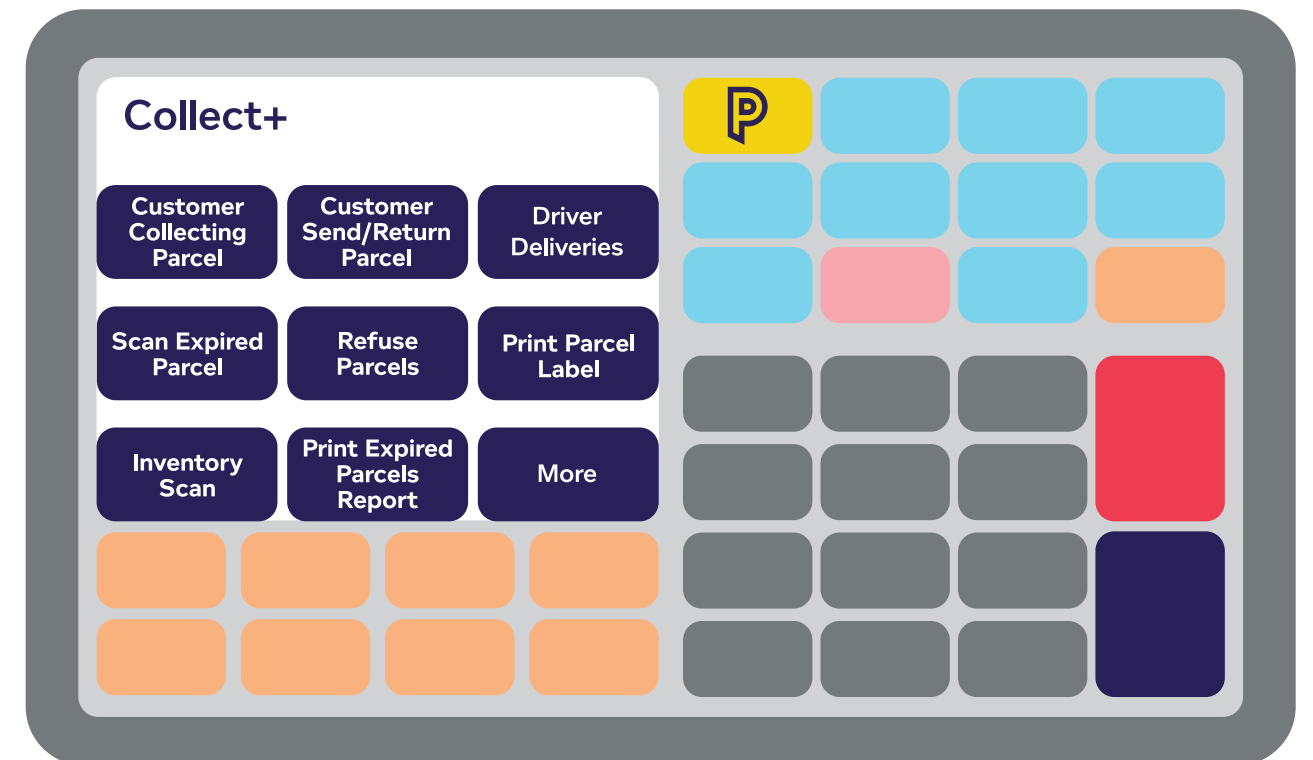 Collect+
Customer
Collecting
Parcel
Customer
Send/Return
Parcel
Driver
Deliveries
Scan Expired
Parcel
Refuse
Parcels
Print Parcel
Label
Inventory
Scan
Print Expired
Parcels
Report
More
P